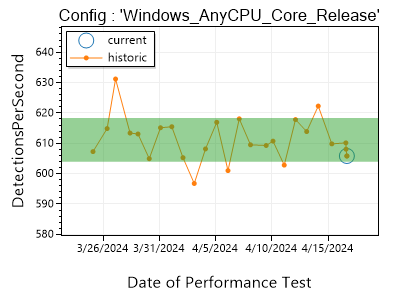 Config : 'Windows_AnyCPU_Core_Release'
current
historic
DetectionsPerSecond
640
630
620
610
600
590
580
3/26/2024 3/31/2024 4/5/2024 4/10/2024 4/15/2024
Date of Performance Test